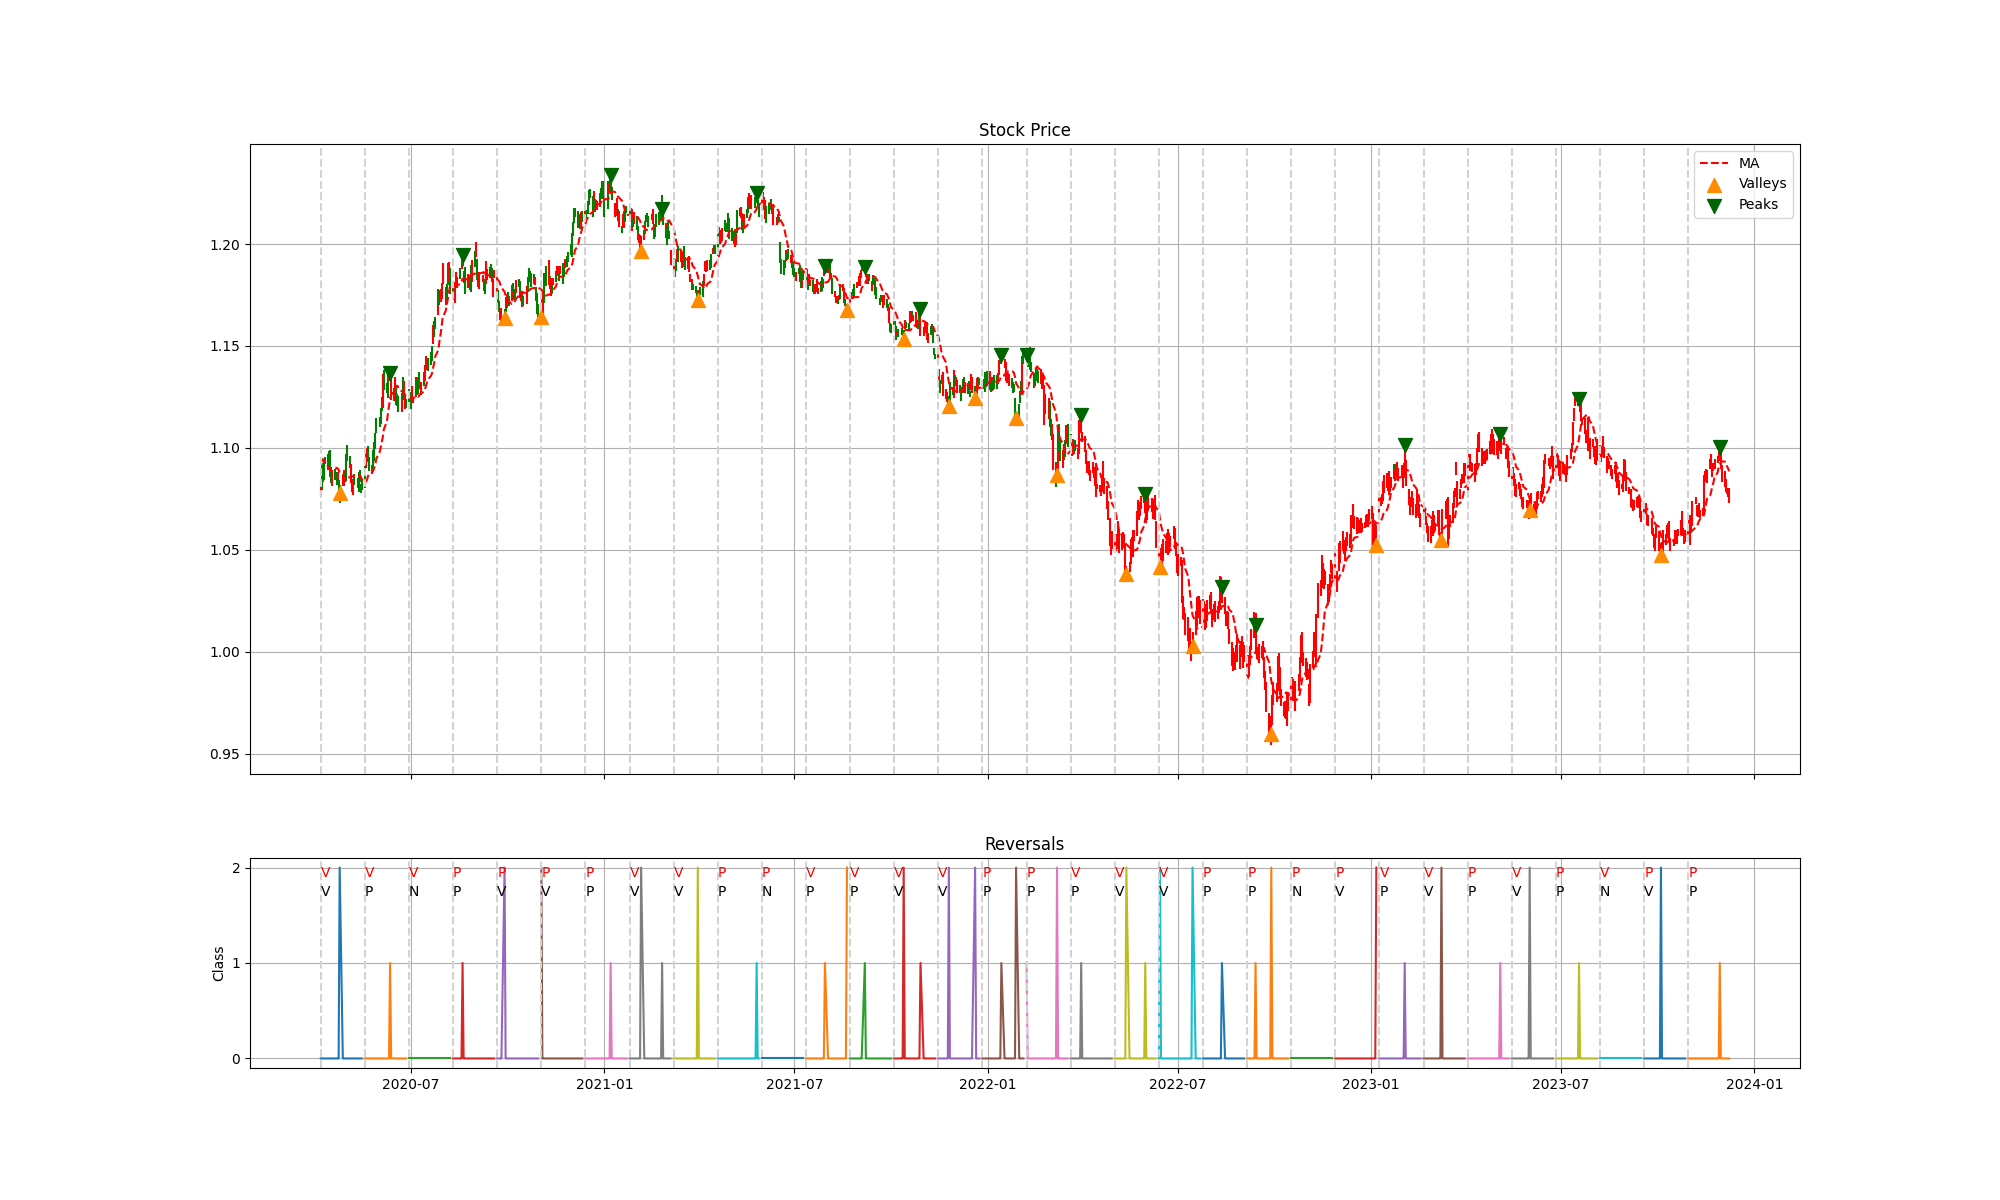 Stock Price
MA
Valleys
Peaks
1.20
1.15
1.10
1.05
1.00
0.95
Reversals
2
V V V P P P P V V P P V V V V P P V V V P P P P V V P V P V P P
V P N P V V P V V P N P P V V P P P V V P P N V P V P V P N V P
1
Class
0
2020-07 2021-01 2021-07 2022-01 2022-07 2023-01 2023-07 2024-01